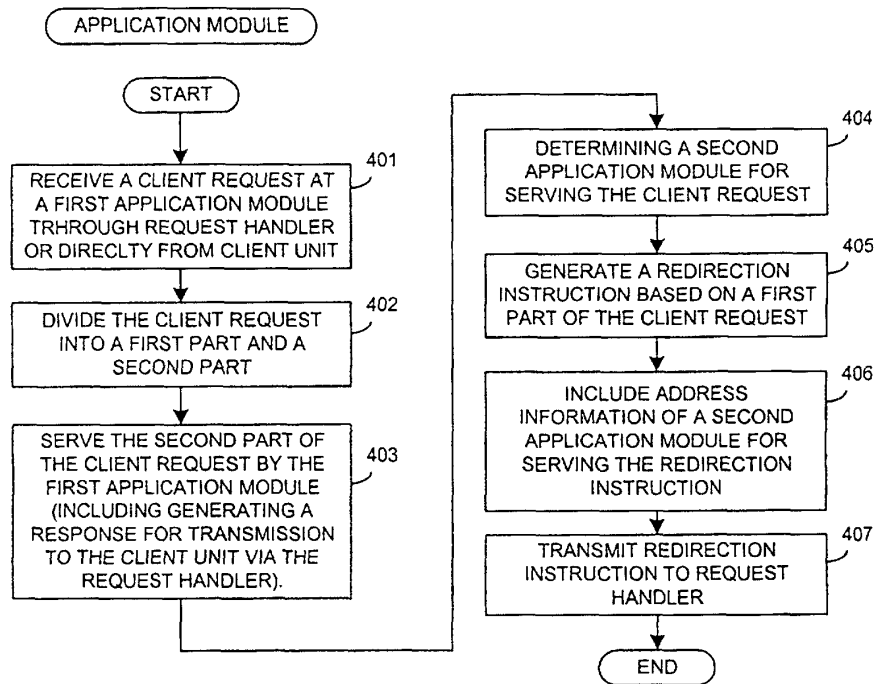 APPLICATION MODULE
START
401
RECEIVE A CLIENT REQUEST AT
A FIRST APPLICATION MODULE
TRHROUGH REQUEST HANDLER
OR DIRECLTY FROM CLIENT UNIT
402
DIVIDE THE CLIENT REQUEST
INTO A FIRST PART AND A
SECOND PART
403
SERVE THE SECOND PART OF
THE CLIENT REQUEST BY THE
FIRST APPLICATION MODULE
(INCLUDING GENERATING A
RESPONSE FOR TRANSMISSION
TO THE CLIENT UNIT VIA THE
REQUEST HANDLER).
404
DETERMINING A SECOND
APPLICATION MODULE FOR
SERVING THE CLIENT REQUEST
405
GENERATE A REDIRECTION
INSTRUCTION BASED ON A FIRST
PART OF THE CLIENT REQUEST
406
INCLUDE ADDRESS
INFORMATION OF A SECOND
APPLICATION MODULE FOR
SERVING THE REDIRECTION
INSTRUCTION
407
TRANSMIT REDIRECTION
INSTRUCTION TO REQUEST
HANDLER
END